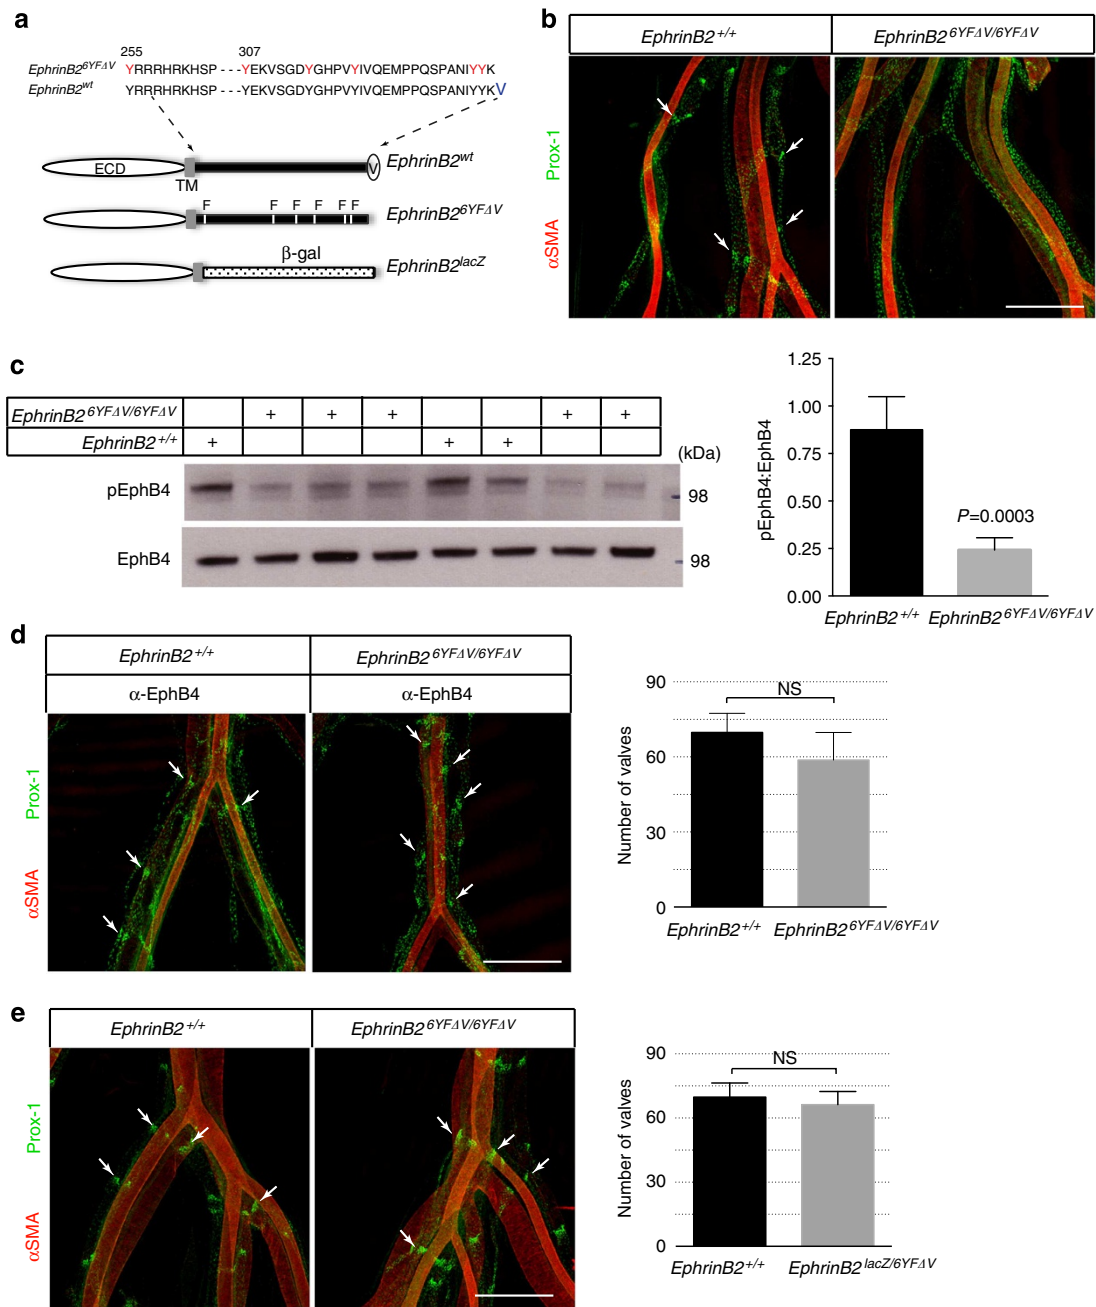 a
255 307
EphrinB2 6YFΔV YRRRHRKHSP - - - YEKVSGDYGHPVYIVQEMPPQSPANIYYK
EphrinB2 wt YRRRHRKHSP - - - YEKVSGDYGHPVYIVQEMPPQSPANIYYKV
ECD V EphrinB2 wt
TM
F F F F F F EphrinB2 6YFΔV
β-gal
EphrinB2 lacZ
b
EphrinB2 +/+ EphrinB2 6YFΔV/6YFΔV
Prox-1
αSMA
c
EphrinB2 6YFΔV/6YFΔV + + + + +
EphrinB2 +/+ + + +
(kDa)
pEphB4 98
EphB4 98
1.25
1.00
0.75
0.50
0.25
0.00
pEphB4:EphB4
P=0.0003
EphrinB2 +/+ EphrinB2 6YFΔV/6YFΔV
d
EphrinB2 +/+ EphrinB2 6YFΔV/6YFΔV
α-EphB4 α-EphB4
Prox-1
αSMA
90
60
30
0
Number of valves
NS
EphrinB2 +/+ EphrinB2 6YFΔV/6YFΔV
e
EphrinB2 +/+ EphrinB2 6YFΔV/6YFΔV
Prox-1
αSMA
90
60
30
0
Number of valves
NS
EphrinB2 +/+ EphrinB2 lacZ/6YFΔV